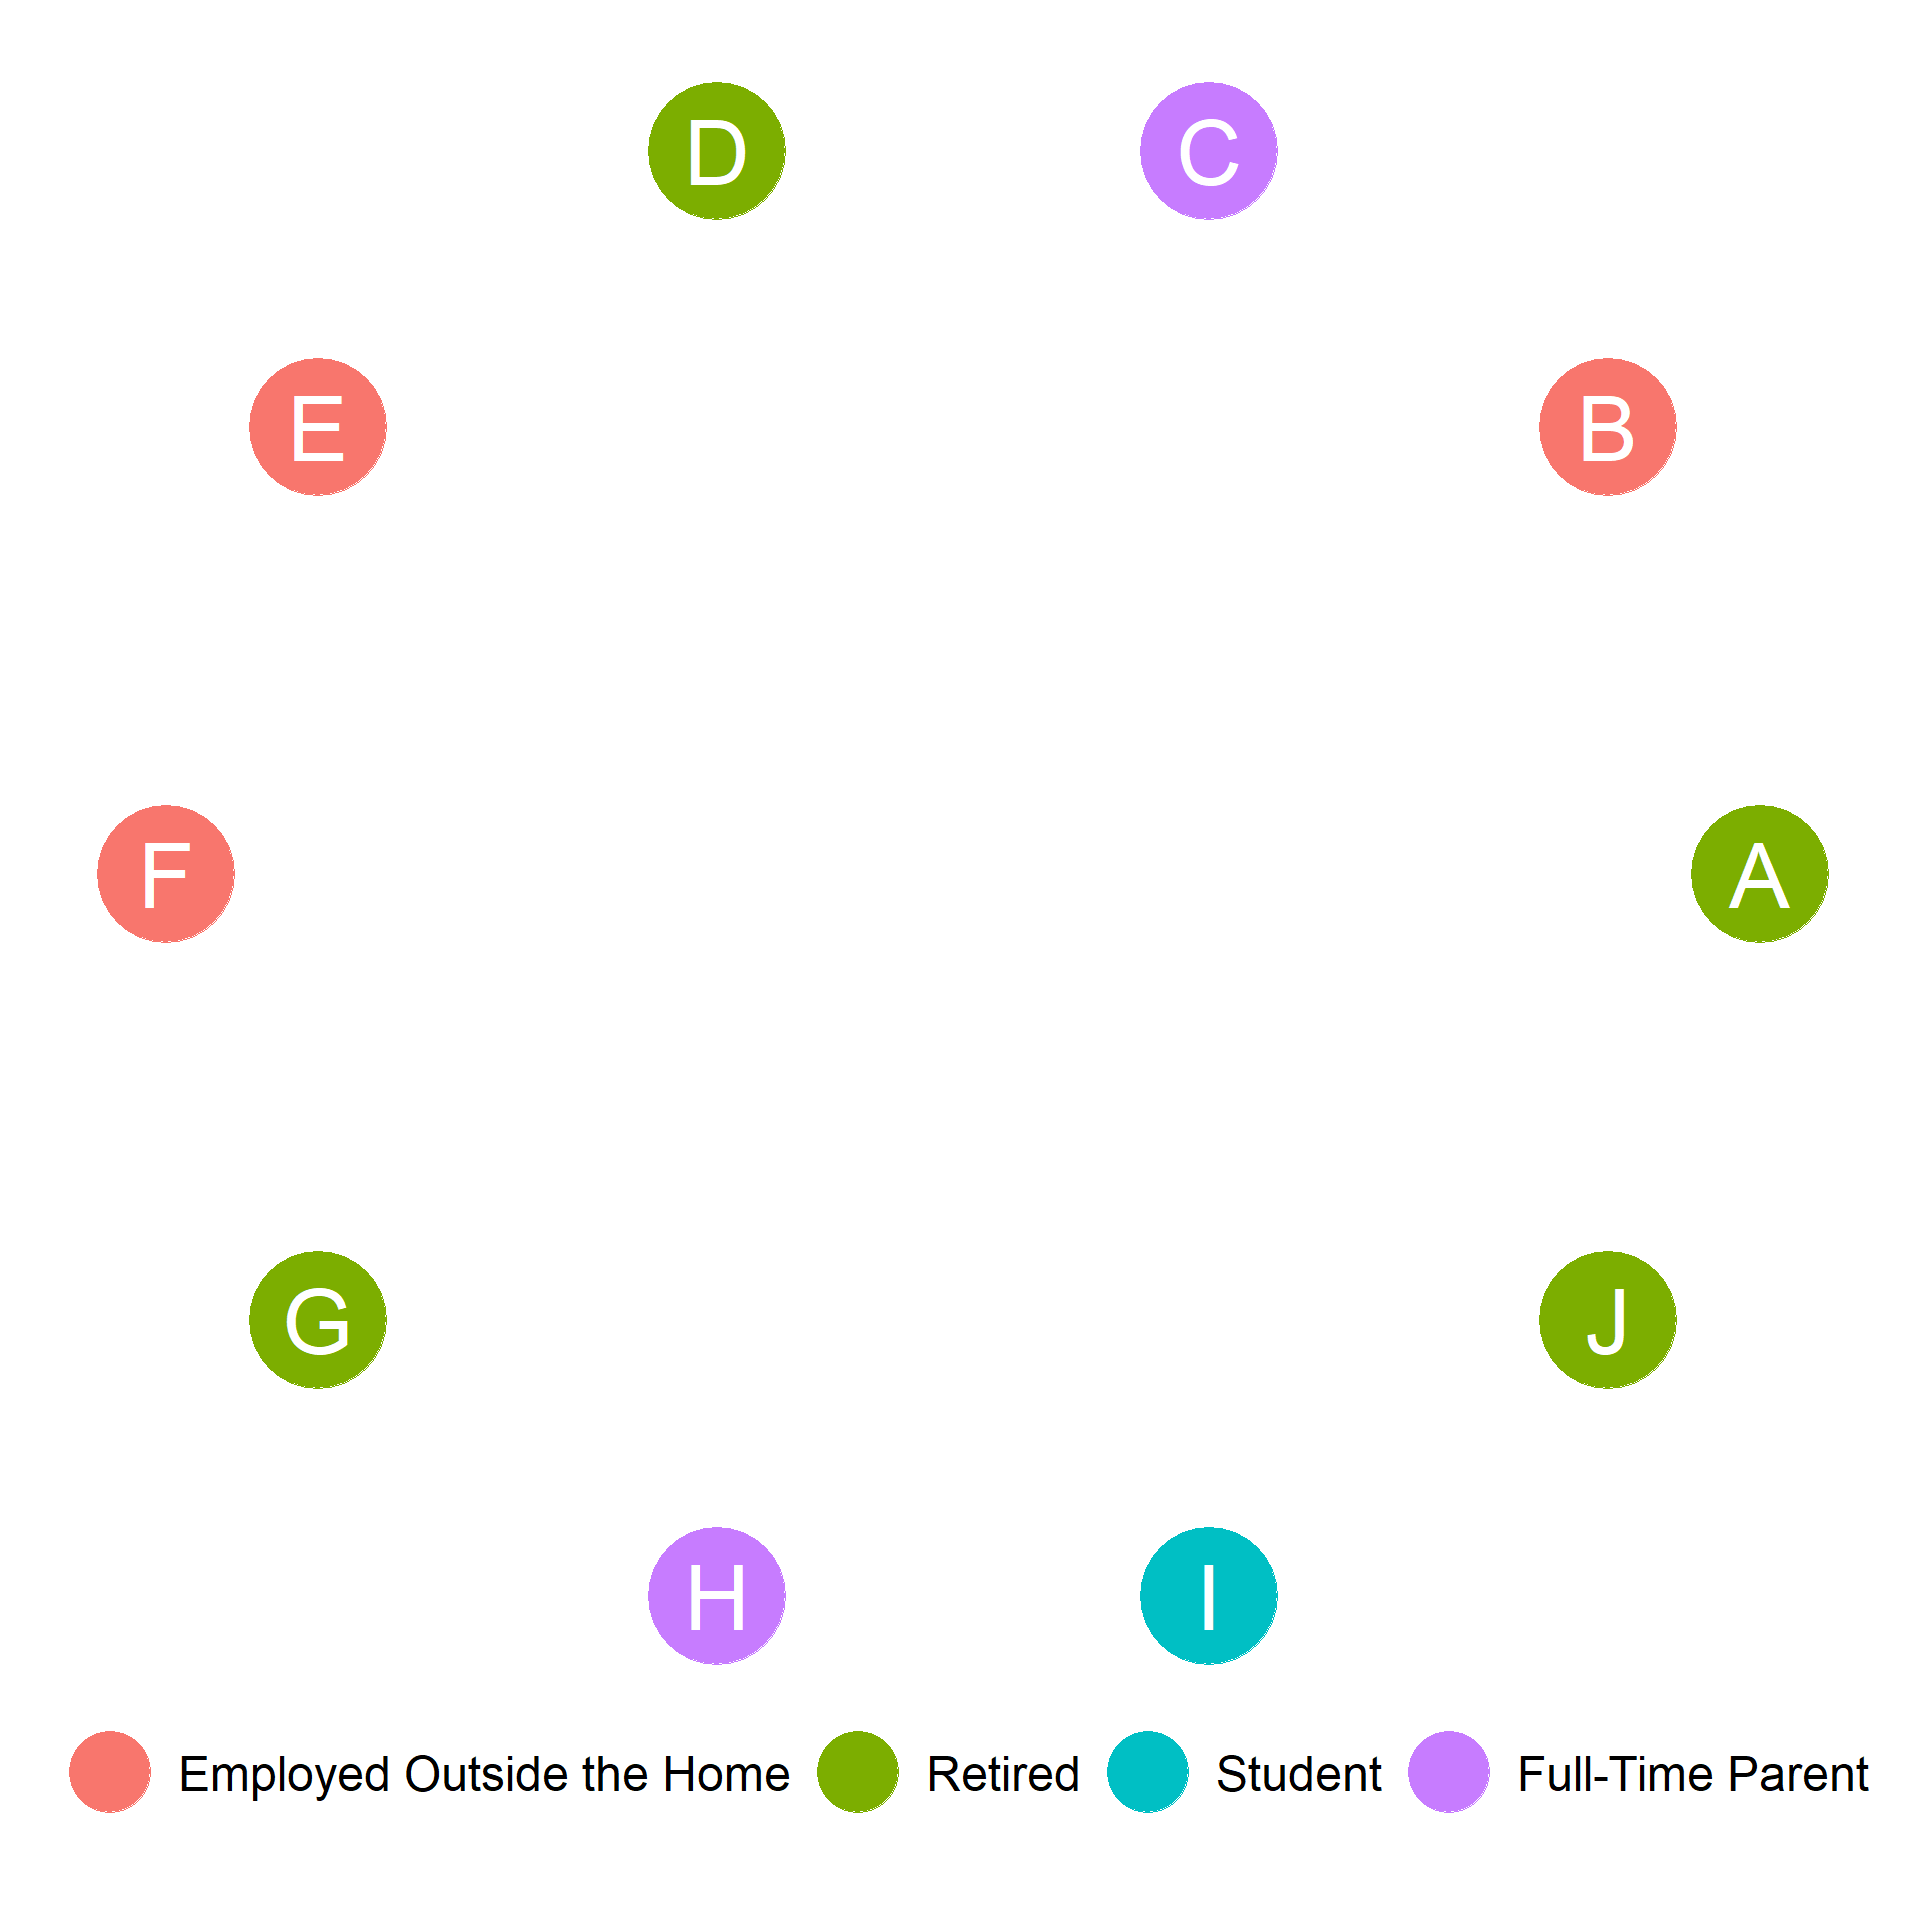 D C
E B
F A
G J
H I
Employed Outside the Home Retired Student Full-Time Parent